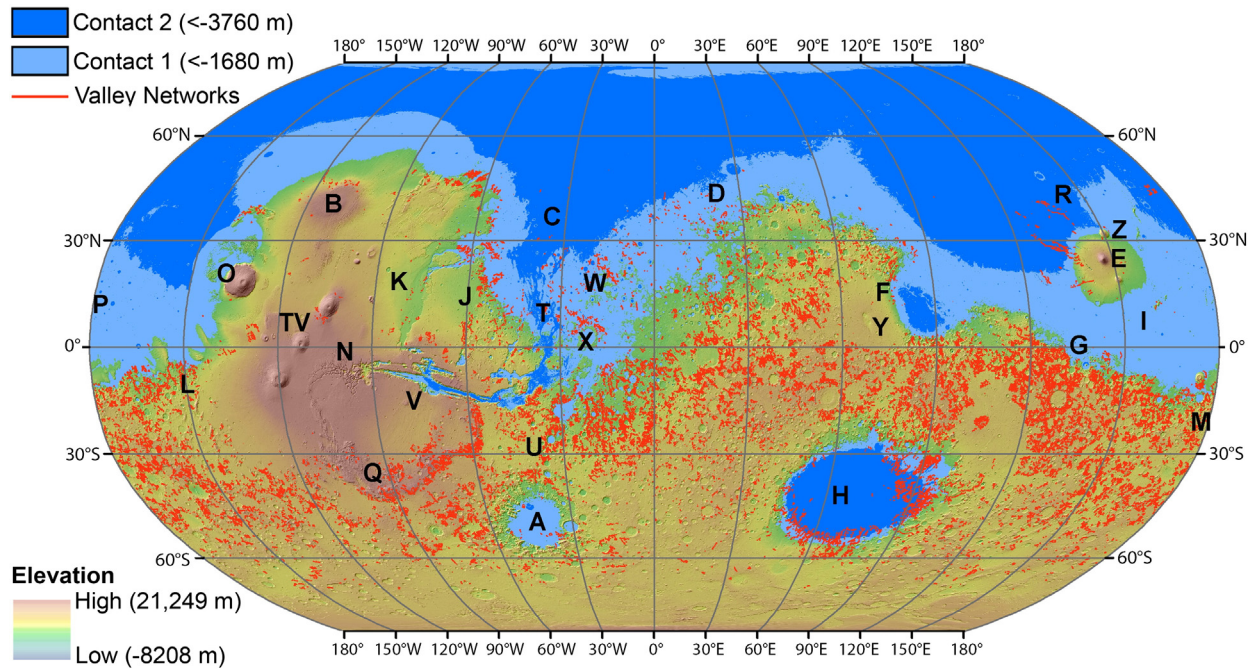 Contact 2 (<-3760 m)
Contact 1 (<-1680 m)
Valley Networks
180° 150°W 120°W 90°W 60°W 30°W 0° 30°E 60°E 90°E 120°E 150°E 180°
60°N 60°N
B D R
C
30°N Z 30°N
O K W E
P J F
T I
TV Y
X G
0° N 0°
L
V M
U
30°S 30°S
Q
H
A
60°S 60°S
Elevation
High (21,249 m)
Low (-8208 m)
180° 150°W 120°W 90°W 60°W 30°W 0° 30°E 60°E 90°E 120°E 150°E 180°